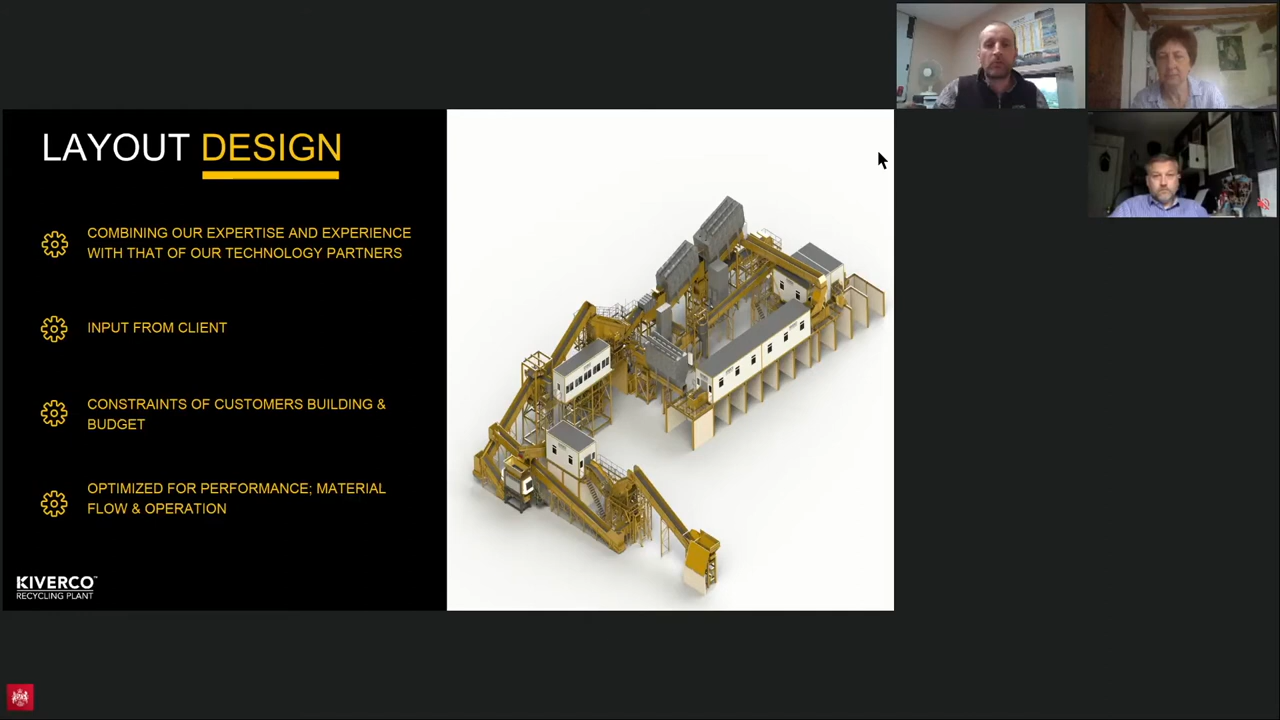 LAYOUT DESIGN
COMBINING OUR EXPERTISE AND EXPERIENCE
WITH THAT OF OUR TECHNOLOGY PARTNERS
INPUT FROM CLIENT
CONSTRAINTS OF CUSTOMERS BUILDING &
BUDGET
OPTIMIZED FOR PERFORMANCE; MATERIAL
FLOW & OPERATION
KIVERCO™
RECYCLING PLANT